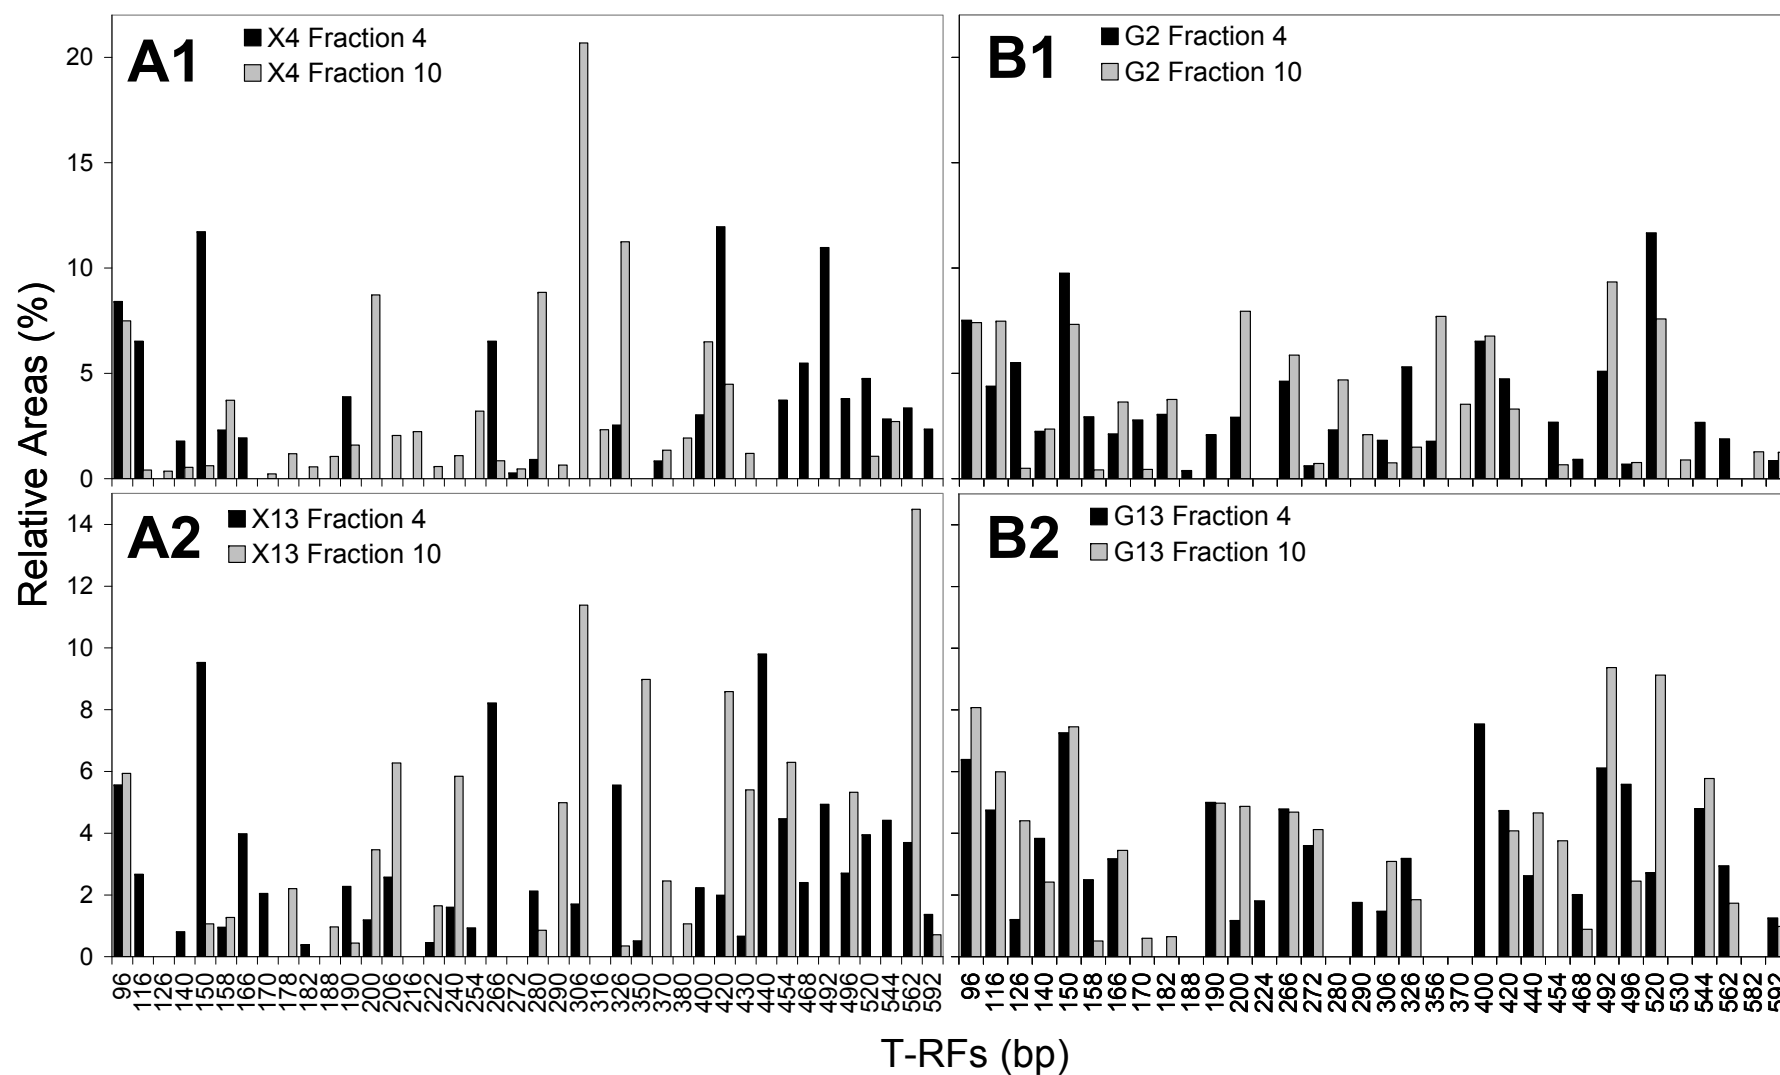 A1
X4 Fraction 4
X4 Fraction 10
B1
G2 Fraction 4
G2 Fraction 10
20
15
10
5
0
A2
X13 Fraction 4
X13 Fraction 10
B2
G13 Fraction 4
G13 Fraction 10
14
12
10
8
6
4
2
0
Relative Areas (%)
96 116 126 140 150 158 166 170 178 182 188 190 200 206 216 222 240 254 266 272 280 290 306 316 326 350 370 380 400 420 430 440 454 468 492 496 520 544 562 592
96 116 126 140 150 158 166 170 182 188 190 200 224 266 272 280 290 306 326 356 370 400 420 440 454 468 492 496 520 530 544 562 582 592
T-RFs (bp)